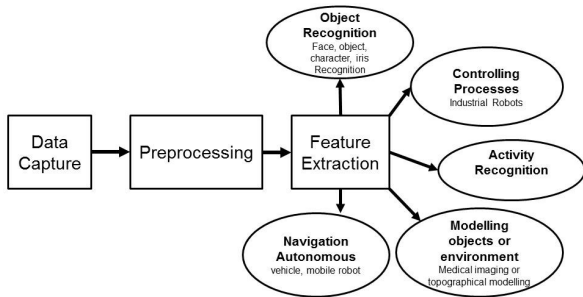 Object
Recognition
Face, object,
character, iris
Recognition
Controlling
Processes
Industrial Robots
Data
Capture
Preprocessing
Feature
Extraction
Activity
Recognition
Navigation
Autonomous
vehicle, mobile robot
Modelling
objects or
environment
Medical imaging or
topographical modelling